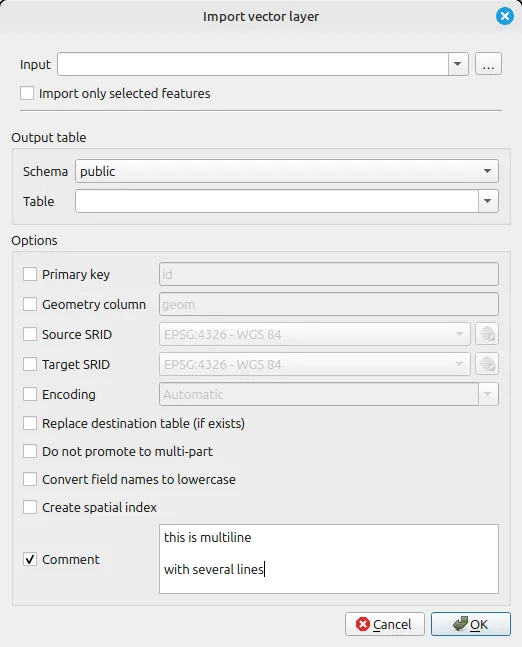 Import vector layer
Input
...
Import only selected features
Output table
Schema public
Table
Options
Primary key id
Geometry column geom
Source SRID EPSG:4326 - WGS 84
Target SRID EPSG:4326 - WGS 84
Encoding Automatic
Replace destination table (if exists)
Do not promote to multi-part
Convert field names to lowercase
Create spatial index
this is multiline
Comment
with several lines
Cancel OK